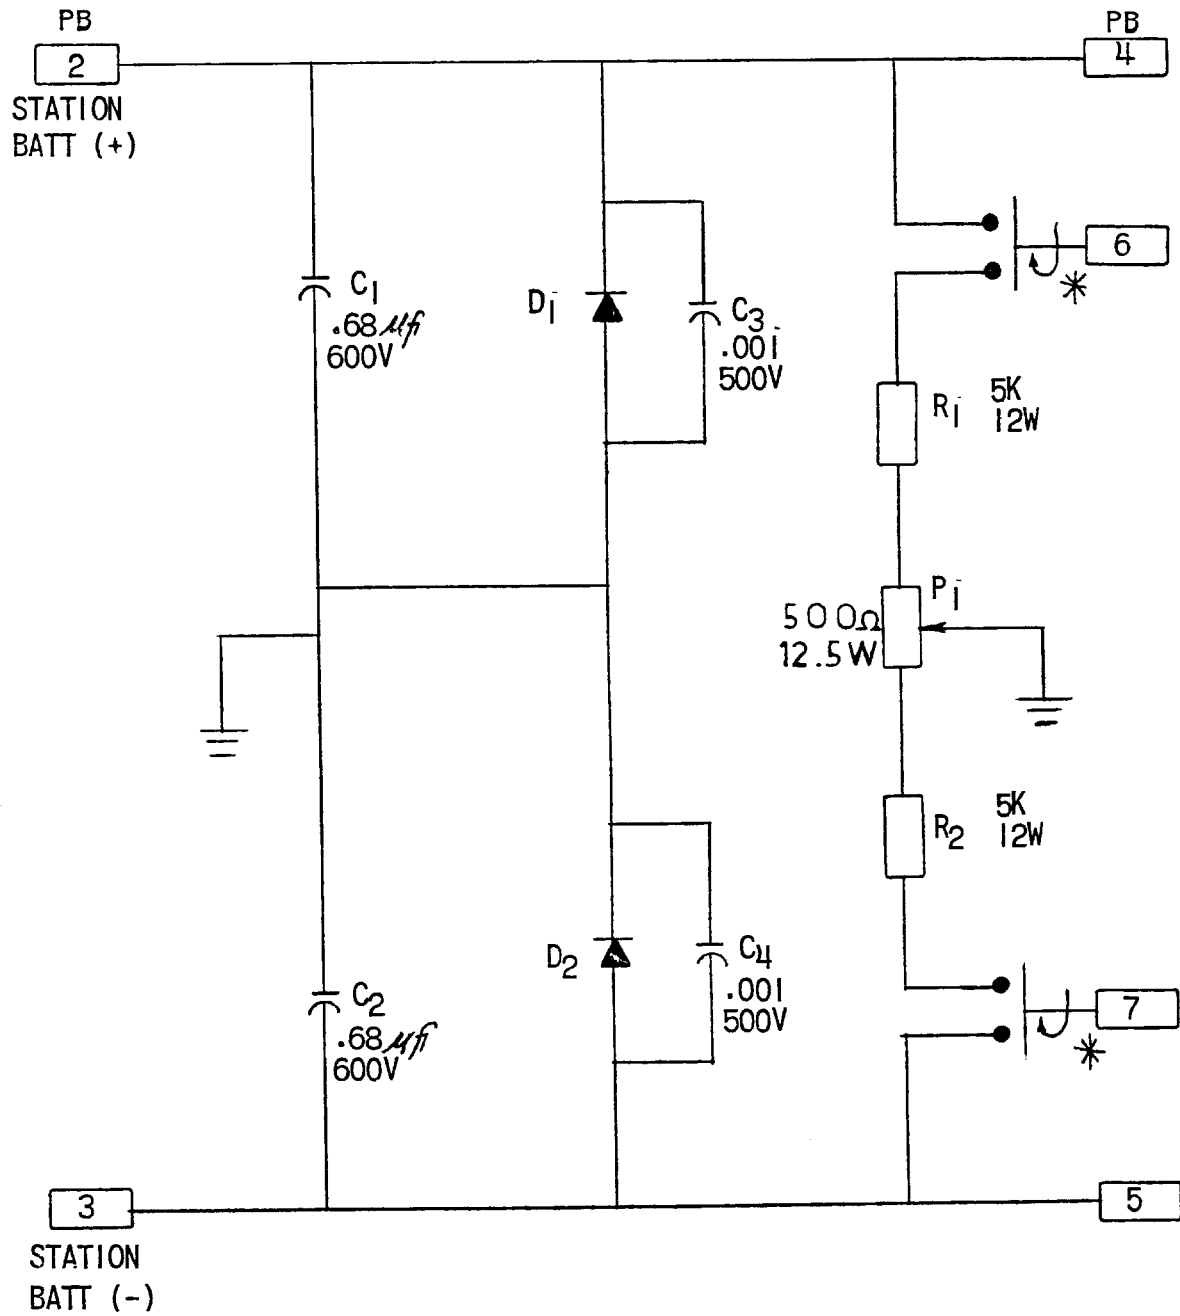 PB
2
STATION
BATT (+)
PB
4
C1
.68 μf
600V
D1
C3
.001
500V
6
*
R1 5K
12W
P1
500Ω
12.5W
R2 5K
12W
C2
.68 μf
600V
D2
C4
.001
500V
7
*
3
STATION
BATT (-)
5